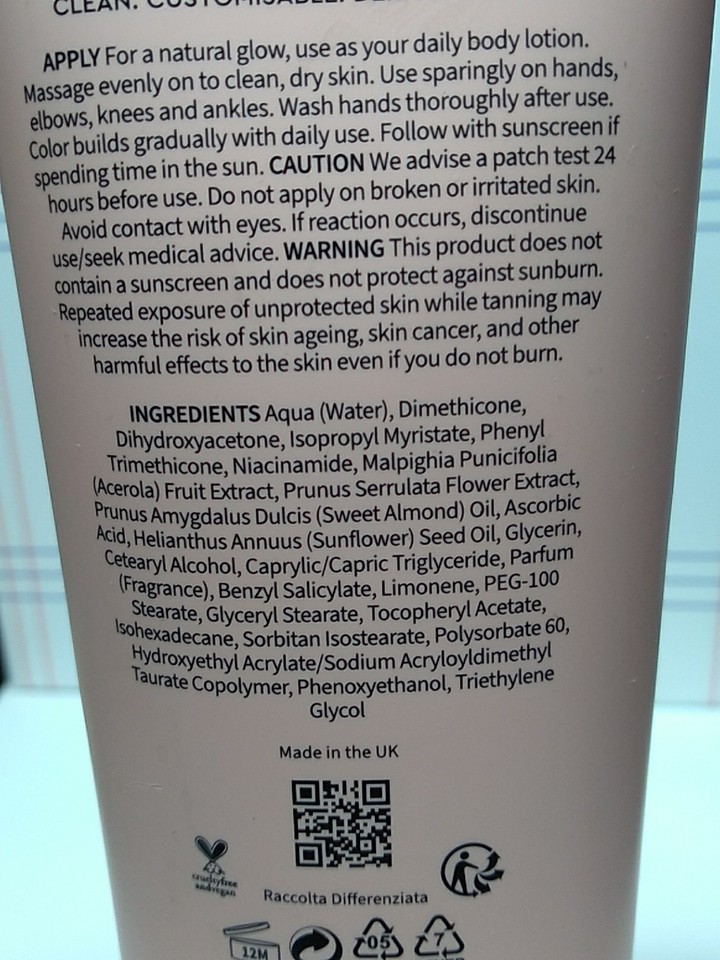 CLEAN. CUSTOMISABLE.
APPLY For a natural glow, use as your daily body lotion.
Massage evenly on to clean, dry skin. Use sparingly on hands,
elbows, knees and ankles. Wash hands thoroughly after use.
Color builds gradually with daily use. Follow with sunscreen if
spending time in the sun. CAUTION We advise a patch test 24
hours before use. Do not apply on broken or irritated skin.
Avoid contact with eyes. If reaction occurs, discontinue
use/seek medical advice. WARNING This product does not
contain a sunscreen and does not protect against sunburn.
Repeated exposure of unprotected skin while tanning may
increase the risk of skin ageing, skin cancer, and other
harmful effects to the skin even if you do not burn.
INGREDIENTS Aqua (Water), Dimethicone,
Dihydroxyacetone, Isopropyl Myristate, Phenyl
Trimethicone, Niacinamide, Malpighia Punicifolia
(Acerola) Fruit Extract, Prunus Serrulata Flower Extract,
Prunus Amygdalus Dulcis (Sweet Almond) Oil, Ascorbic
Acid, Helianthus Annuus (Sunflower) Seed Oil, Glycerin,
Cetearyl Alcohol, Caprylic/Capric Triglyceride, Parfum
(Fragrance), Benzyl Salicylate, Limonene, PEG-100
Stearate, Glyceryl Stearate, Tocopheryl Acetate,
Isohexadecane, Sorbitan Isostearate, Polysorbate 60,
Hydroxyethyl Acrylate/Sodium Acryloyldimethyl
Taurate Copolymer, Phenoxyethanol, Triethylene
Glycol
Made in the UK
crueltyfree
andvegan
Raccolta Differenziata
12M
05
7